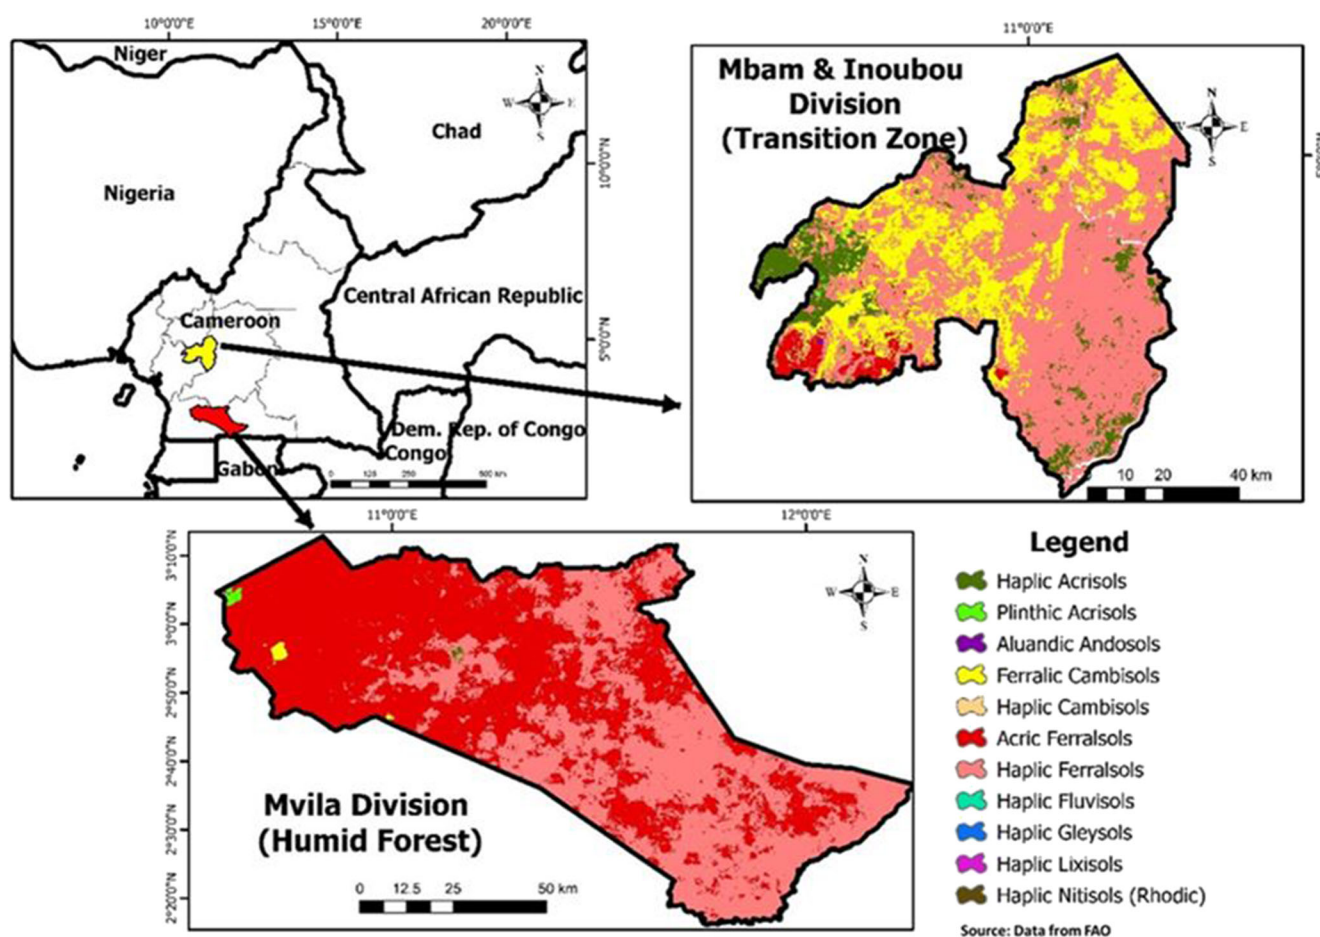 10°0'0"E 15°0'0"E 20°0'0"E
Niger
N
W E
S
Chad
Nigeria
10°0'0"N
Central African Republic
Cameroon
5°0'0"N
Dem. Rep. of Congo
Congo
Gabon
0 125 250 500 km
11°0'0"E
Mbam & Inoubou
Division
(Transition Zone)
N
W E
S
10 20 40 km
11°0'0"E 12°0'0"E
3°10'0"N
3°0'0"N
2°50'0"N
2°40'0"N
2°30'0"N
2°20'0"N
N
W E
S
Mvila Division
(Humid Forest)
0 12.5 25 50 km
Legend
Haplic Acrisols
Plinthic Acrisols
Aluandic Andosols
Ferralic Cambisols
Haplic Cambisols
Acric Ferralsols
Haplic Ferralsols
Haplic Fluvisols
Haplic Gleysols
Haplic Lixisols
Haplic Nitisols (Rhodic)
Source: Data from FAO